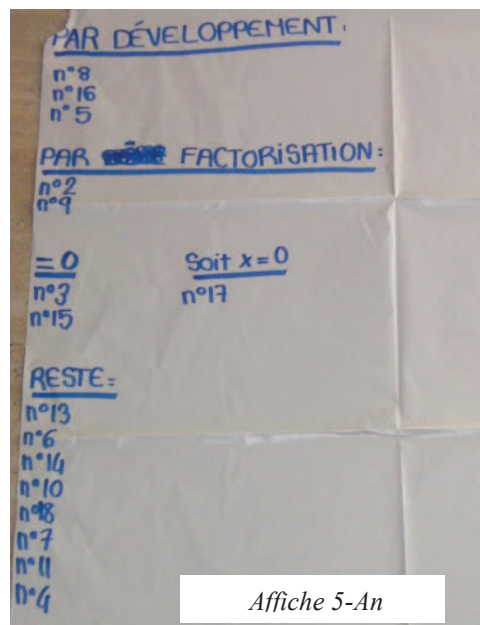 PAR DÉVELOPPEMENT.
n°8
n°16
n°5
PAR FACTORISATION:
n°2
n°9
= 0 Soit x = 0
n°3 n°17
n°15
RESTE:
n°13
n°6
n°14
n°10
n°18
n°7
n°11
n°4
Affiche 5-An